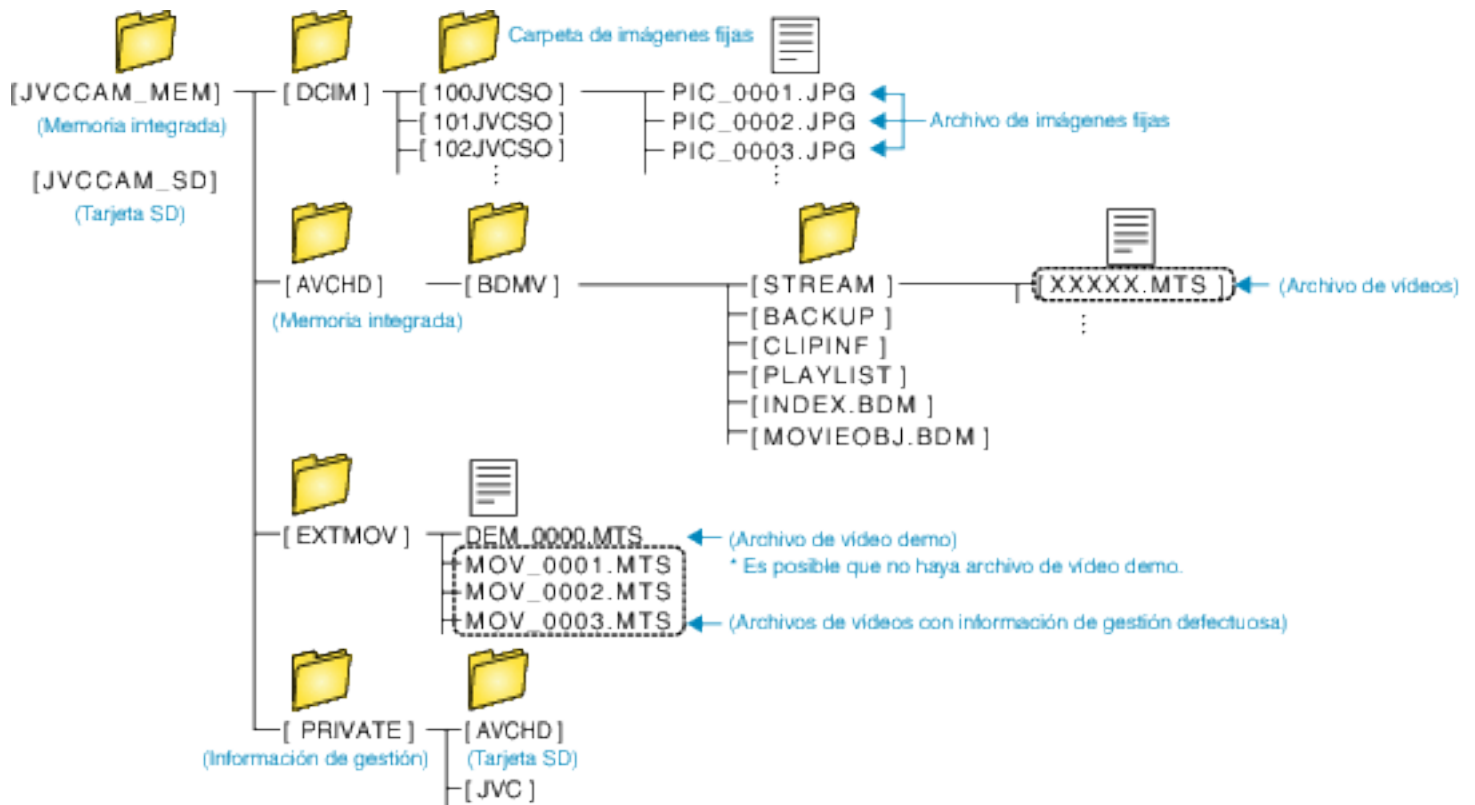 Carpeta de imágenes fijas
[JVCCAM_MEM]
[DCIM]
[100JVCSO]
PIC_0001.JPG
(Memoria integrada)
[101JVCSO]
PIC_0002.JPG
Archivo de imágenes fijas
[102JVCSO]
PIC_0003.JPG
[JVCCAM_SD]
(Tarjeta SD)
[AVCHD]
[BDMV]
[STREAM]
[XXXXX.MTS]
(Archivo de vídeos)
(Memoria integrada)
[BACKUP]
[CLIPINF]
[PLAYLIST]
[INDEX.BDM]
[MOVIEOBJ.BDM]
[EXTMOV]
DEM_0000.MTS
(Archivo de vídeo demo)
MOV_0001.MTS
* Es posible que no haya archivo de vídeo demo.
MOV_0002.MTS
MOV_0003.MTS
(Archivos de vídeos con información de gestión defectuosa)
[PRIVATE]
[AVCHD]
(Información de gestión)
(Tarjeta SD)
[JVC]